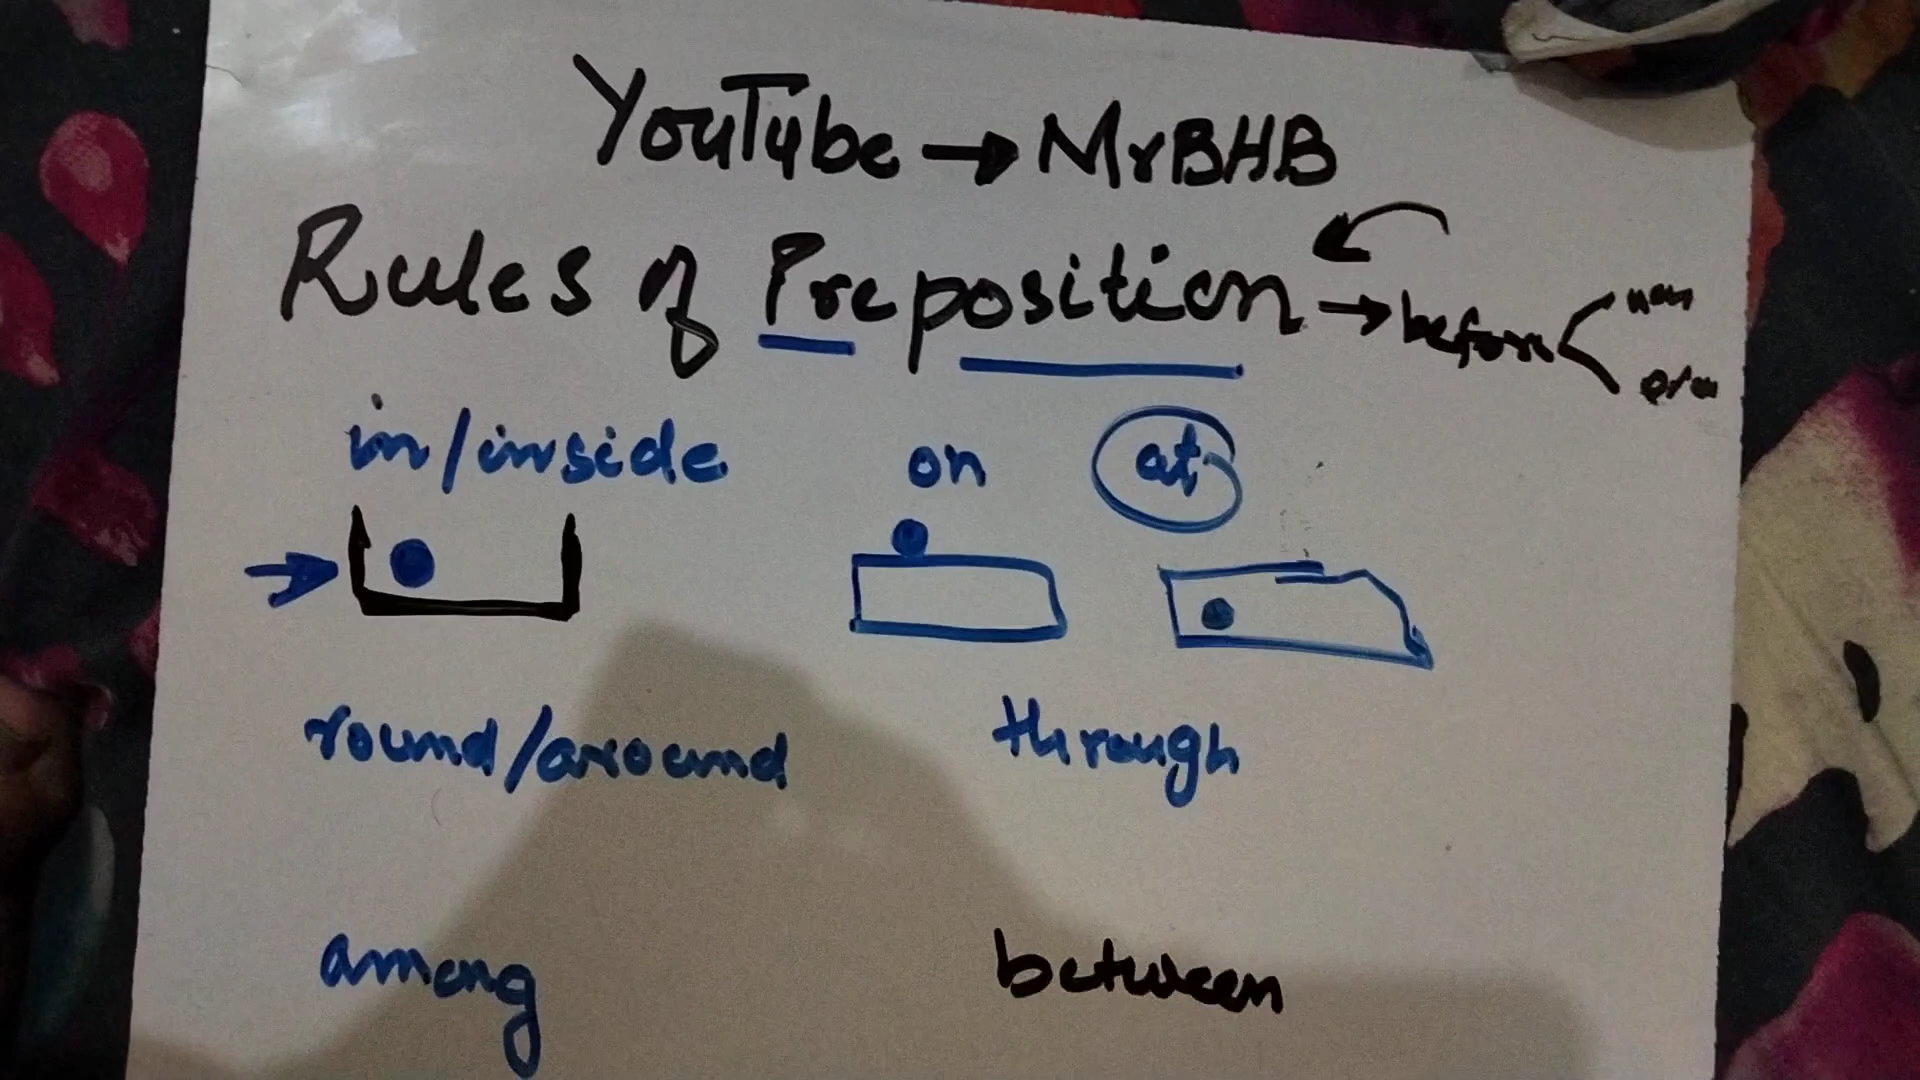 YouTube → MrBHB
Rules of Preposition → before
in/inside on at
round/around through
among between